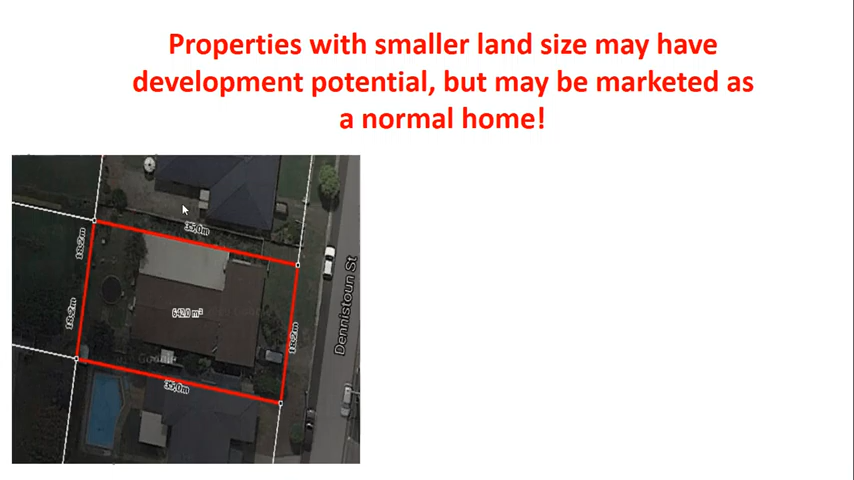 Properties with smaller land size may have
development potential, but may be marketed as
a normal home!
35.0m
18.2m
642.0 m²
Dennistoun St
18.2m
18.2m
Google
35.0m